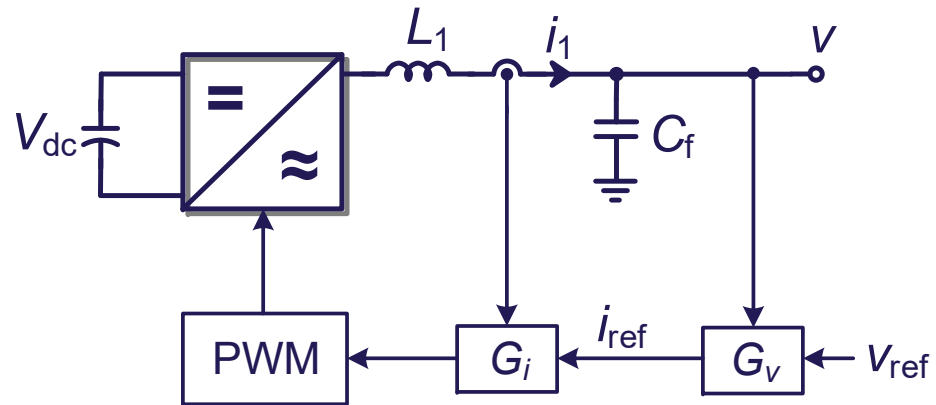 L1 i1 v
= ≈
Vdc Cf
PWM Gi iref Gv vref